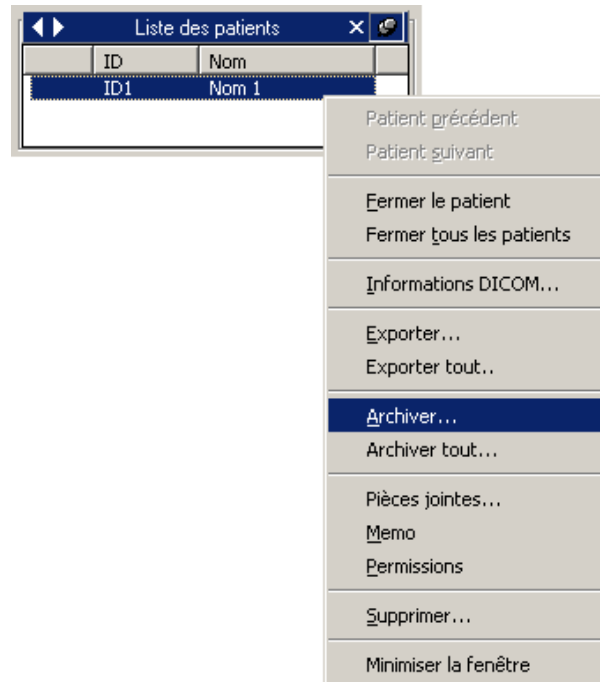 Liste des patients
ID Nom
ID1 Nom 1
Patient précédent
Patient suivant
Fermer le patient
Fermer tous les patients
Informations DICOM...
Exporter...
Exporter tout..
Archiver...
Archiver tout...
Pièces jointes...
Memo
Permissions
Supprimer...
Minimiser la fenêtre